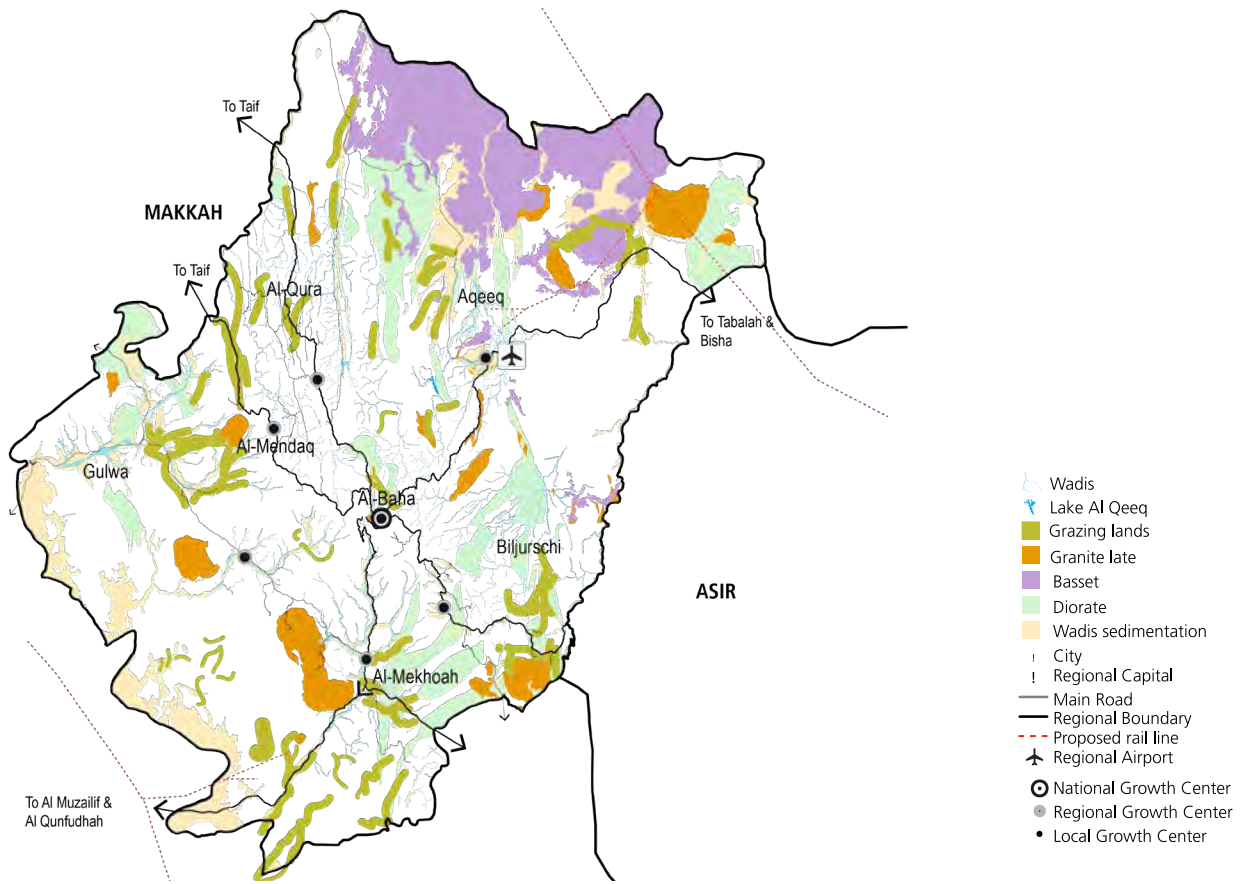 To Taif
MAKKAH
To Taif
Al-Qura
Aqeeq
To Tabalah &
Bisha
Al-Mendaq
Gulwa
Al-Baha
Biljurschi
ASIR
Al-Mekhoah
To Al Muzailif &
Al Qunfudhah
Wadis
Lake Al Qeeq
Grazing lands
Granite late
Basset
Diorate
Wadis sedimentation
! City
! Regional Capital
Main Road
Regional Boundary
Proposed rail line
Regional Airport
National Growth Center
Regional Growth Center
Local Growth Center